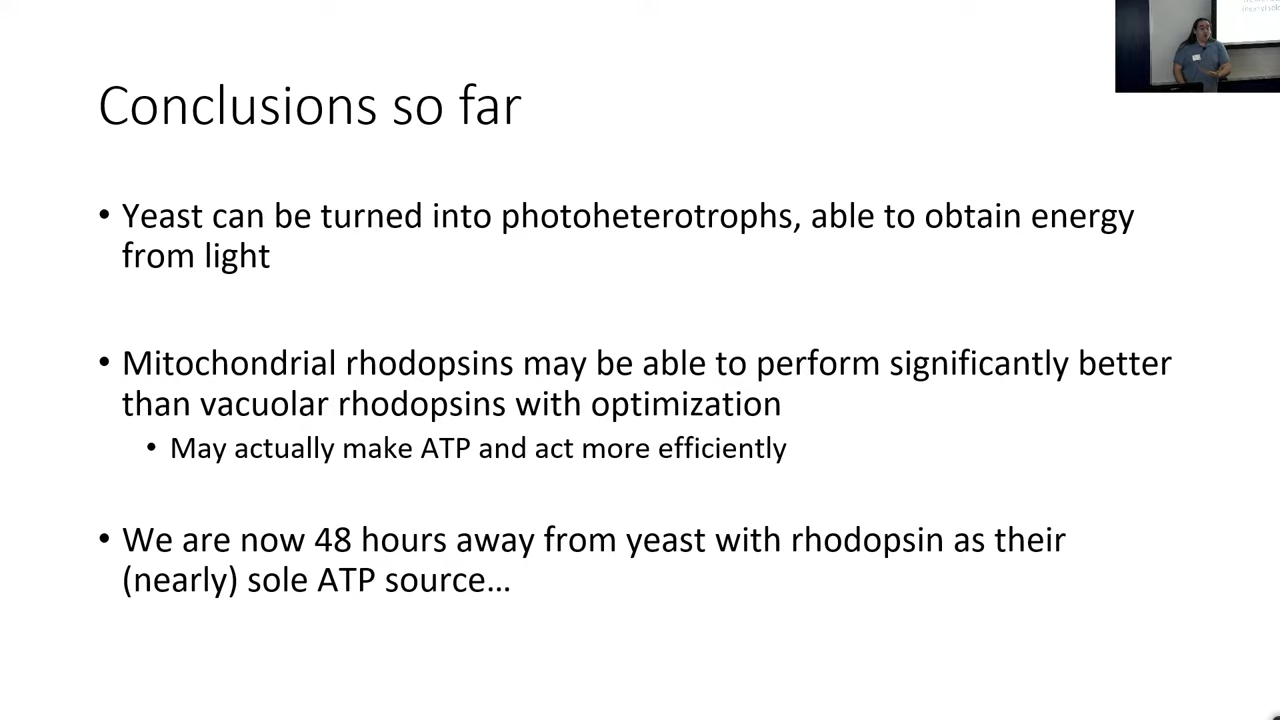 Conclusions so far
• Yeast can be turned into photoheterotrophs, able to obtain energy
from light
• Mitochondrial rhodopsins may be able to perform significantly better
than vacuolar rhodopsins with optimization
• May actually make ATP and act more efficiently
• We are now 48 hours away from yeast with rhodopsin as their
(nearly) sole ATP source...